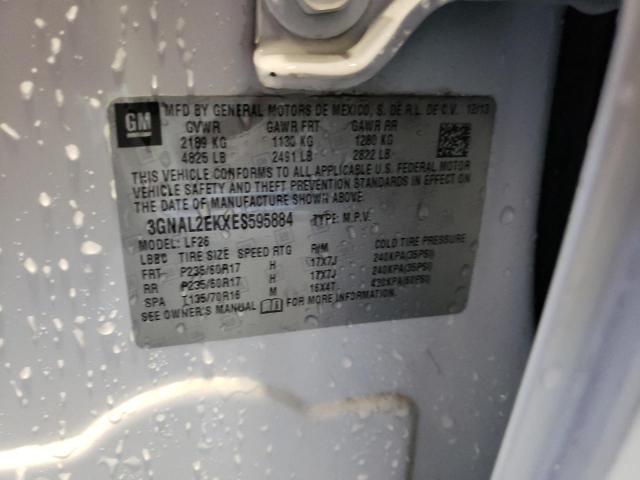 GM
MFD BY GENERAL MOTORS DE MEXICO, S. DE R.L. DE C.V. 12/13
GVWR GAWR FRT GAWR RR
2189 KG 1130 KG 1280 KG
4825 LB 2491 LB 2822 LB
THIS VEHICLE CONFORMS TO ALL APPLICABLE U.S. FEDERAL MOTOR
VEHICLE SAFETY AND THEFT PREVENTION STANDARDS IN EFFECT
ON THE DATE OF MANUFACTURE SHOWN ABOVE.
3GNAL2EKXES595884 TYPE: M.P.V.
MODEL: LF26
TIRE SIZE SPEED RTG RIM COLD TIRE PRESSURE
FRT P235/60R17 H 17X7J 240KPA(35PSI)
RR P235/60R17 H 17X7J 240KPA(35PSI)
SPA T135/70R16 M 16X4T 430KPA(60PSI)
SEE OWNER'S MANUAL FOR MORE INFORMATION.